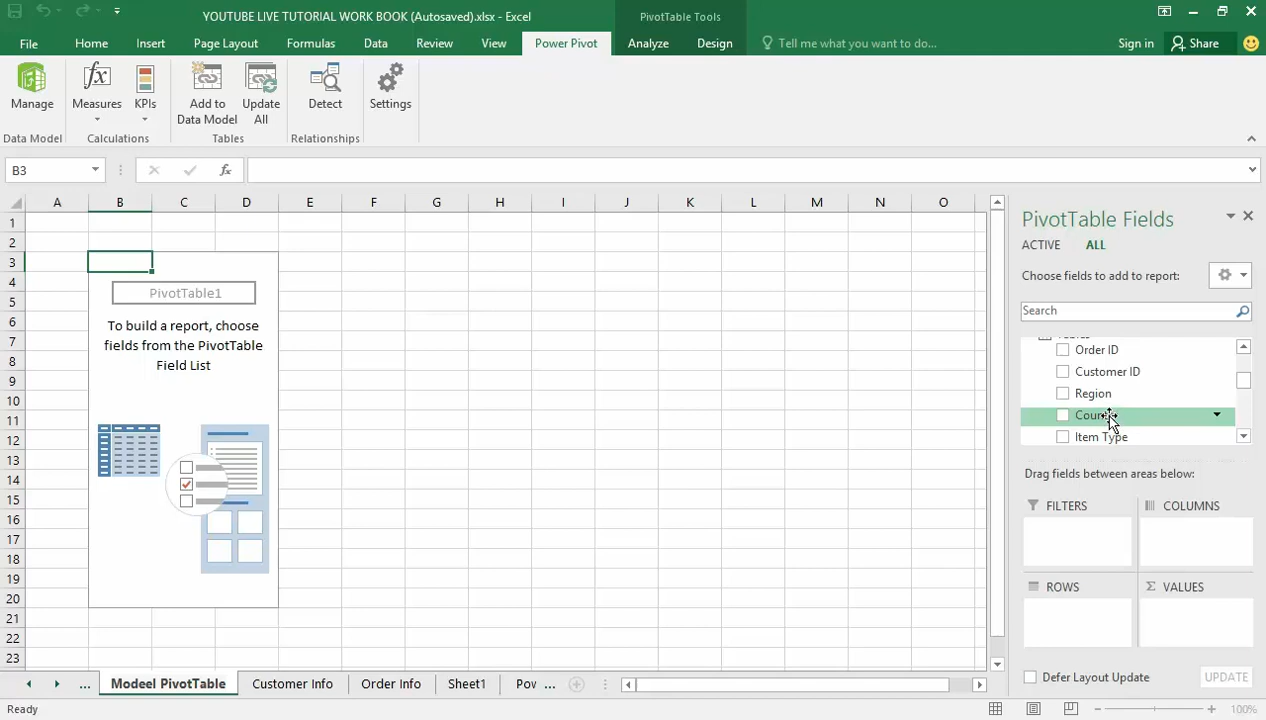 YOUTUBE LIVE TUTORIAL WORK BOOK (Autosaved).xlsx - Excel
PivotTable Tools
File Home Insert Page Layout Formulas Data Review View Power Pivot Analyze Design Tell me what you want to do... Sign in Share
Manage
Measures
KPIs
Add to
Data Model
Update
All
Detect
Settings
Data Model Calculations Tables Relationships
B3
fx
A B C D E F G H I J K L M N O
1
2
3
4
5
6
7
8
9
10
11
12
13
14
15
16
17
18
19
20
21
22
23
PivotTable1
To build a report, choose
fields from the PivotTable
Field List
PivotTable Fields
ACTIVE ALL
Choose fields to add to report:
Search
Order ID
Customer ID
Region
Item Type
Drag fields between areas below:
FILTERS
COLUMNS
ROWS
Σ VALUES
Defer Layout Update
UPDATE
... Modeel PivotTable Customer Info Order Info Sheet1 Pov ...
Ready
100%